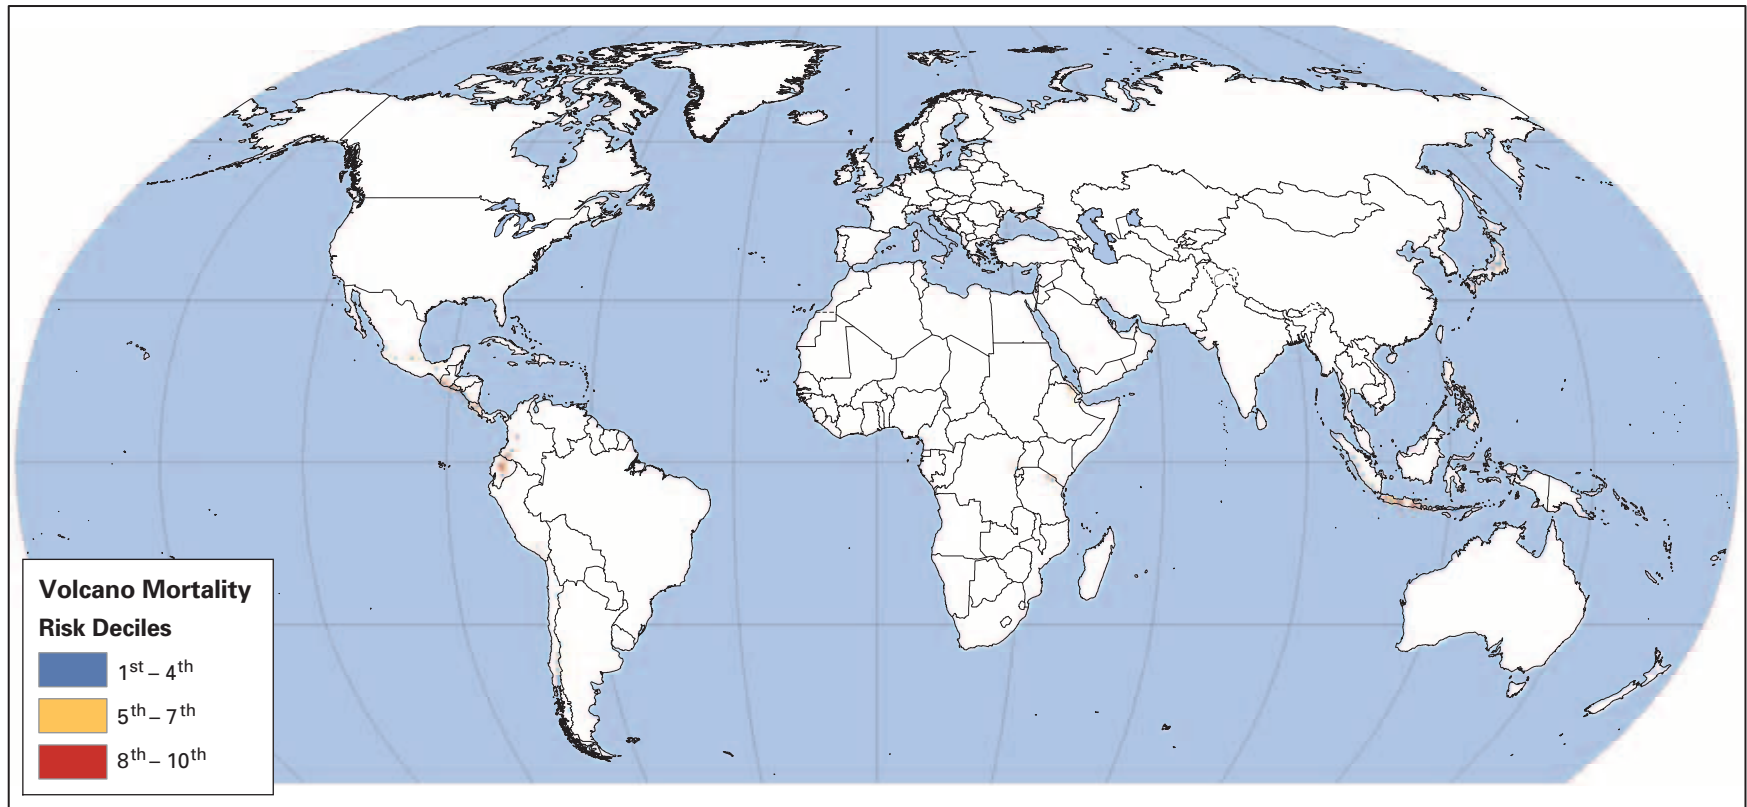 Volcano Mortality
Risk Deciles
1st – 4th
5th – 7th
8th – 10th